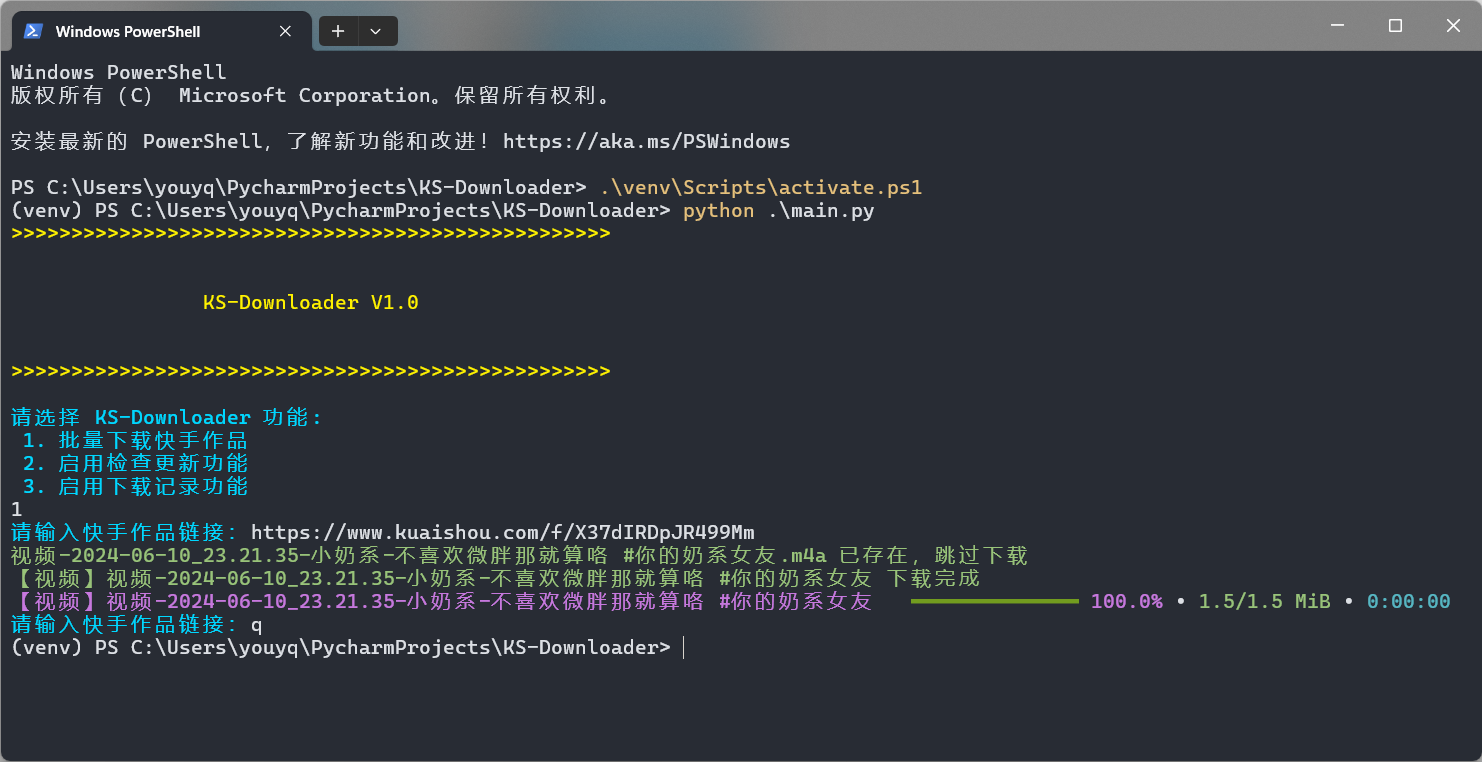 Windows PowerShell
Windows PowerShell
版权所有 (C) Microsoft Corporation。保留所有权利。
安装最新的 PowerShell，了解新功能和改进！https://aka.ms/PSWindows
PS C:\Users\youyq\PycharmProjects\KS-Downloader> .\venv\Scripts\activate.ps1
(venv) PS C:\Users\youyq\PycharmProjects\KS-Downloader> python .\main.py
>>>>>>>>>>>>>>>>>>>>>>>>>>>>>>>>>>>>>>>>>>>>>>>>>>
KS-Downloader V1.0
>>>>>>>>>>>>>>>>>>>>>>>>>>>>>>>>>>>>>>>>>>>>>>>>>>
请选择 KS-Downloader 功能：
1. 批量下载快手作品
2. 启用检查更新功能
3. 启用下载记录功能
1
请输入快手作品链接：https://www.kuaishou.com/f/X37dIRDpJR499Mm
视频-2024-06-10_23.21.35-小奶系-不喜欢微胖那就算咯 #你的奶系女友.m4a 已存在，跳过下载
【视频】视频-2024-06-10_23.21.35-小奶系-不喜欢微胖那就算咯 #你的奶系女友 下载完成
【视频】视频-2024-06-10_23.21.35-小奶系-不喜欢微胖那就算咯 #你的奶系女友 100.0% • 1.5/1.5 MiB • 0:00:00
请输入快手作品链接：q
(venv) PS C:\Users\youyq\PycharmProjects\KS-Downloader>